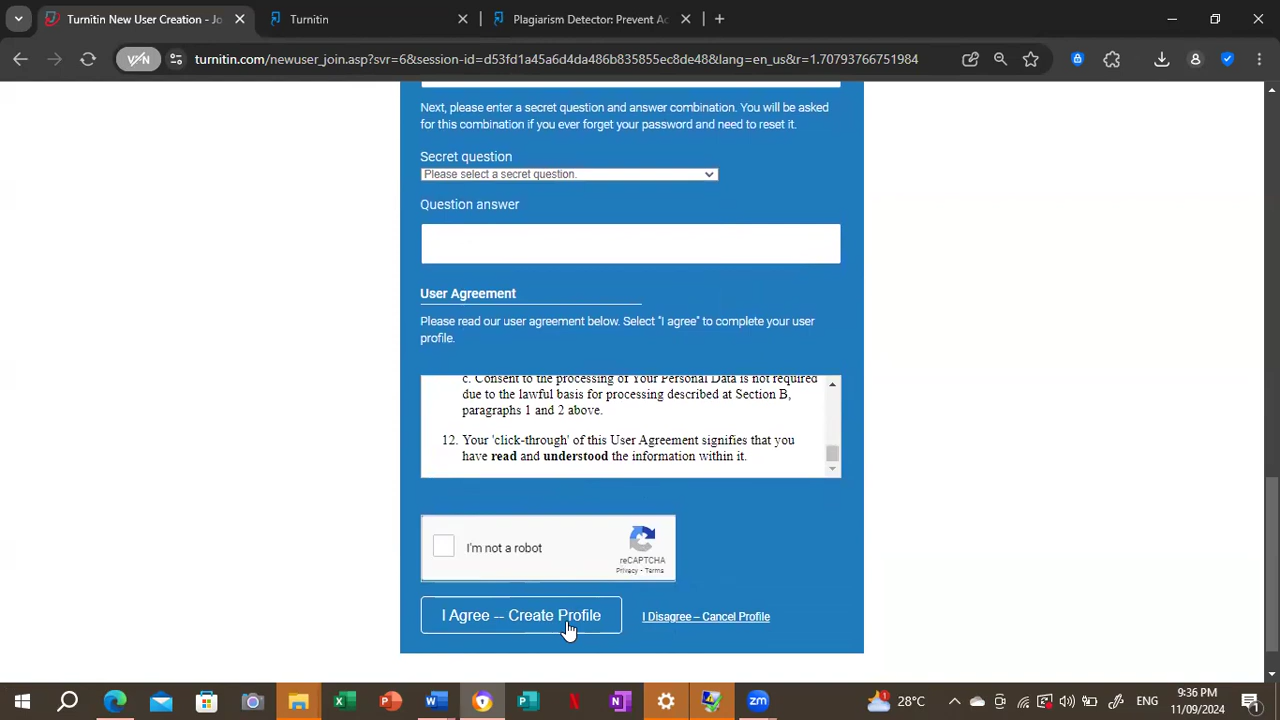 Turnitin New User Creation - Jo
Turnitin
Plagiarism Detector: Prevent Ac
VPN
turnitin.com/newuser_join.asp?svr=6&session-id=d53fd1a45a6d4da486b835855ec8de48&lang=en_us&r=1.70793766751984
Next, please enter a secret question and answer combination. You will be asked
for this combination if you ever forget your password and need to reset it.
Secret question
Please select a secret question.
Question answer
User Agreement
Please read our user agreement below. Select "I agree" to complete your user
profile.
c. Consent to the processing of Your Personal Data is not required
due to the lawful basis for processing described at Section B,
paragraphs 1 and 2 above.
12. Your 'click-through' of this User Agreement signifies that you
have read and understood the information within it.
I'm not a robot
reCAPTCHA
Privacy - Terms
I Agree -- Create Profile
I Disagree – Cancel Profile
1
28°C
ENG
9:36 PM
11/09/2024
1